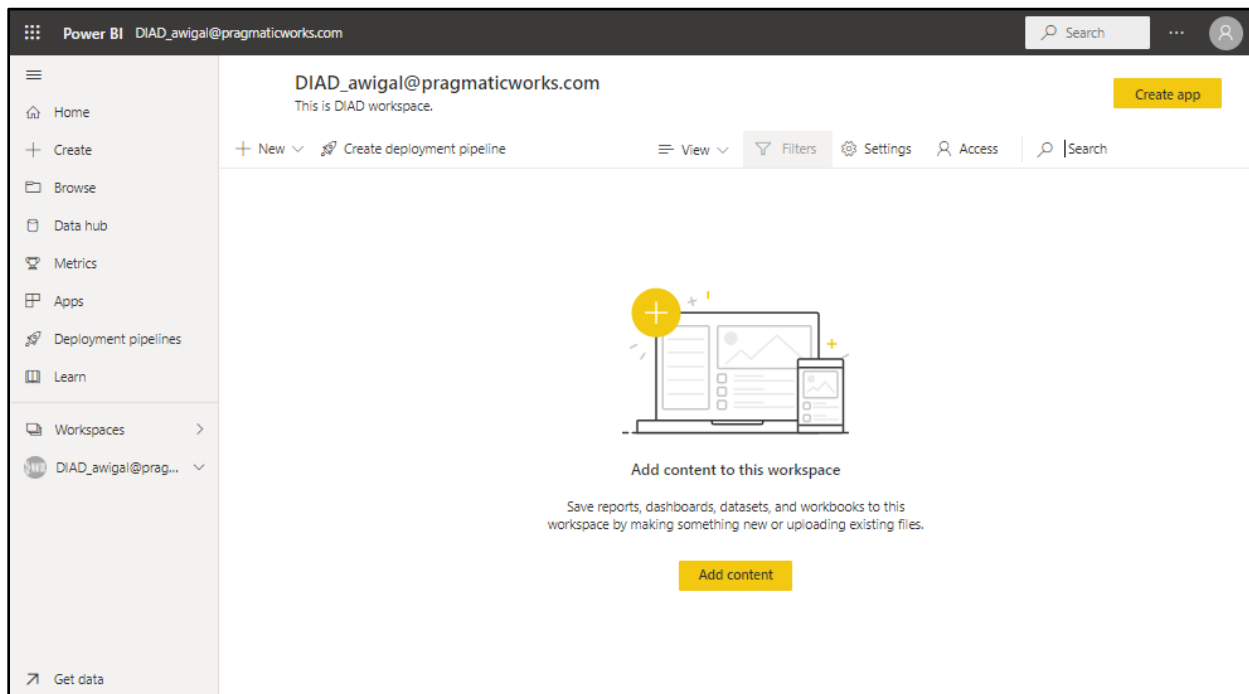 Power BI DIAD_awigal@pragmaticworks.com Search ...
DIAD_awigal@pragmaticworks.com
This is DIAD workspace.
Create app
Home
Create
Browse
Data hub
Metrics
Apps
Deployment pipelines
Learn
Workspaces
DIAD_awigal@prag...
Get data
New Create deployment pipeline View Filters Settings Access Search
Add content to this workspace
Save reports, dashboards, datasets, and workbooks to this
workspace by making something new or uploading existing files.
Add content